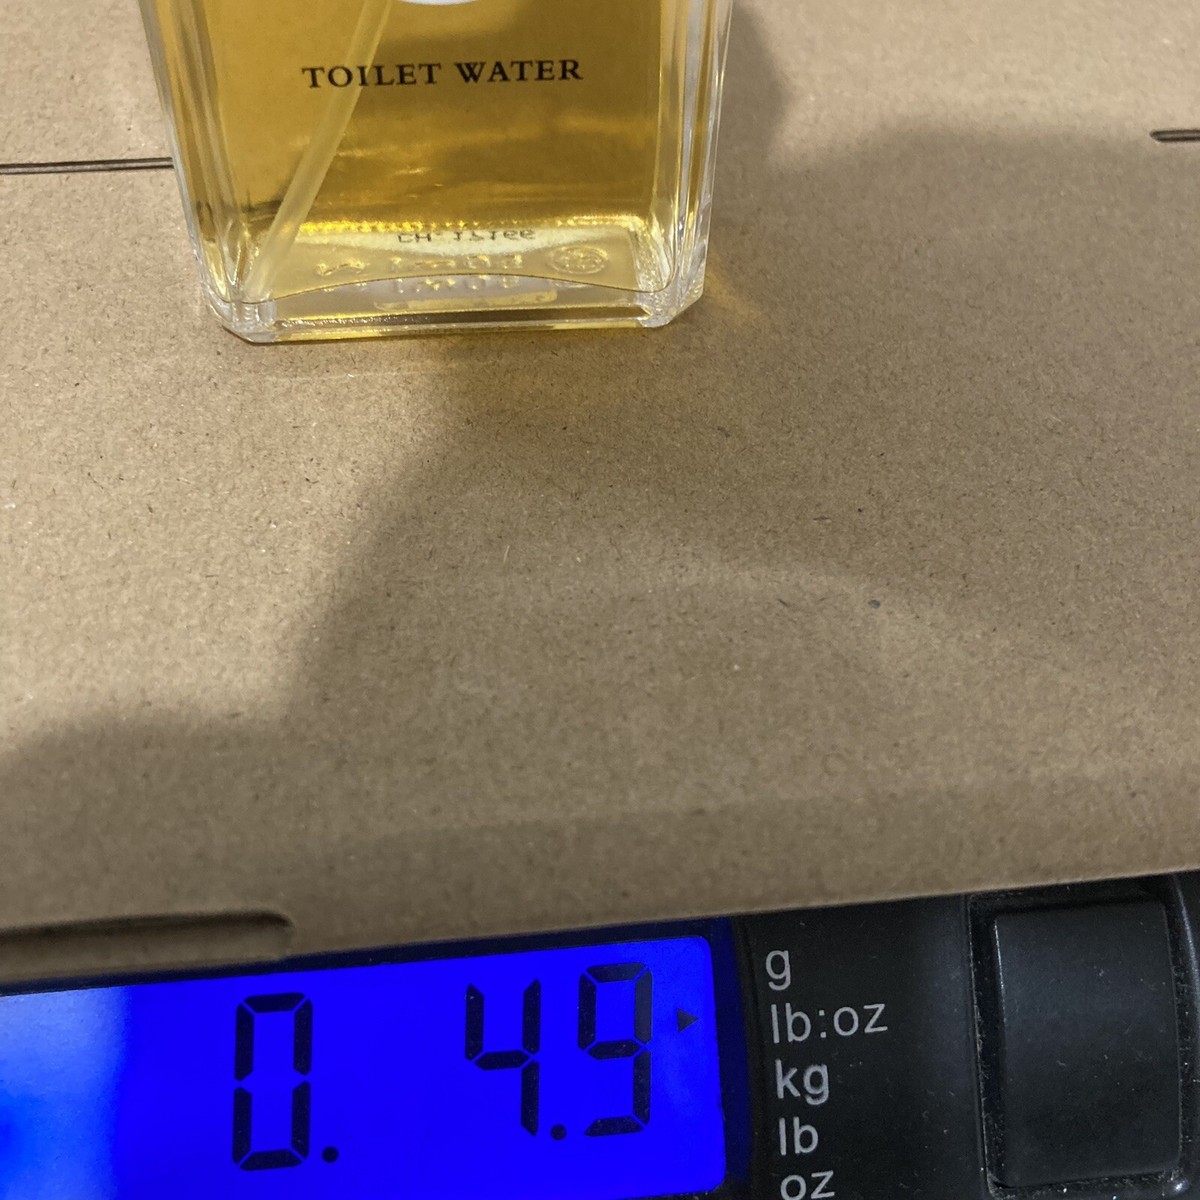 TOILET WATER
0. 4.9
g
lb:oz
kg
lb
oz